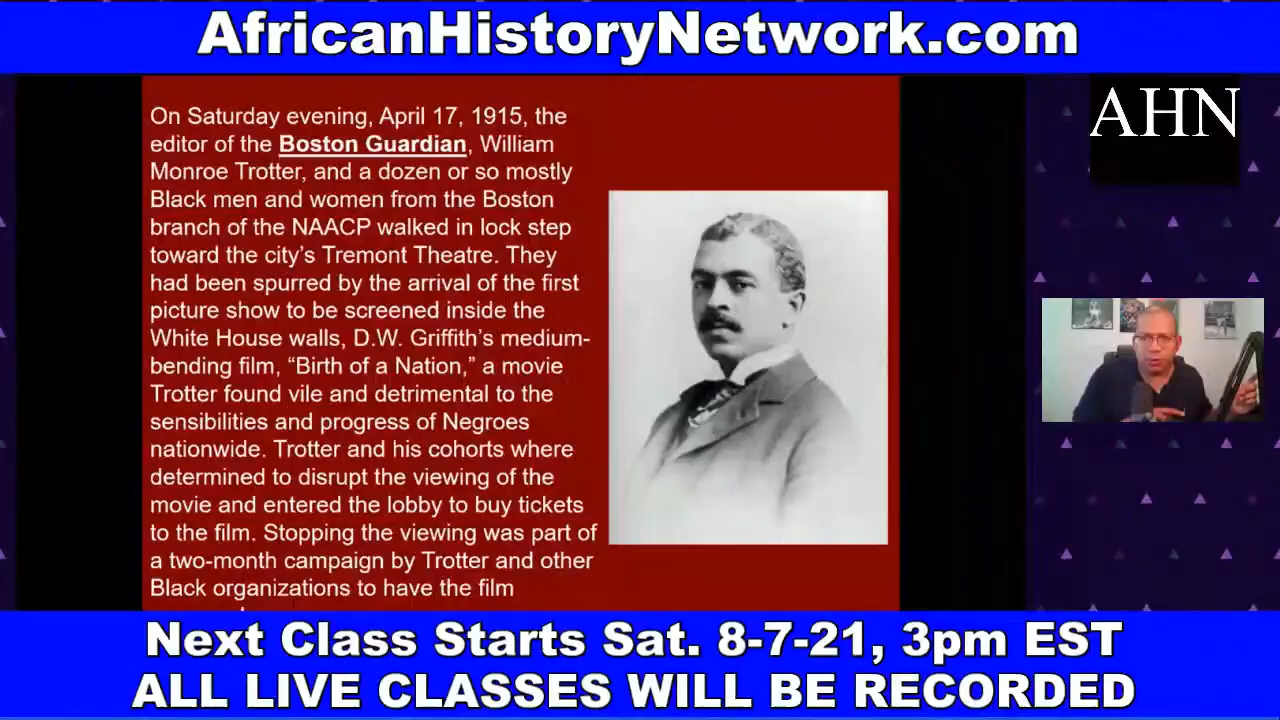 AfricanHistoryNetwork.com
AHN
On Saturday evening, April 17, 1915, the
editor of the Boston Guardian, William
Monroe Trotter, and a dozen or so mostly
Black men and women from the Boston
branch of the NAACP walked in lock step
toward the city's Tremont Theatre. They
had been spurred by the arrival of the first
picture show to be screened inside the
White House walls, D.W. Griffith's medium-
bending film, “Birth of a Nation,” a movie
Trotter found vile and detrimental to the
sensibilities and progress of Negroes
nationwide. Trotter and his cohorts where
determined to disrupt the viewing of the
movie and entered the lobby to buy tickets
to the film. Stopping the viewing was part of
a two-month campaign by Trotter and other
Black organizations to have the film
Next Class Starts Sat. 8-7-21, 3pm EST
ALL LIVE CLASSES WILL BE RECORDED